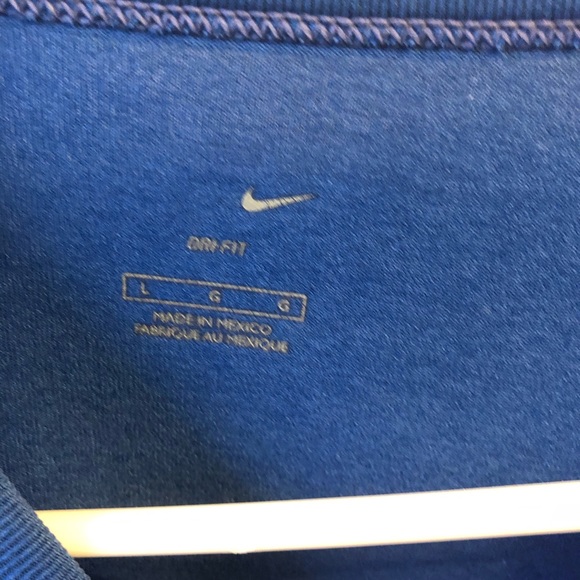 DRI-FIT
L G G
MADE IN MEXICO
FABRIQUE AU MEXIQUE